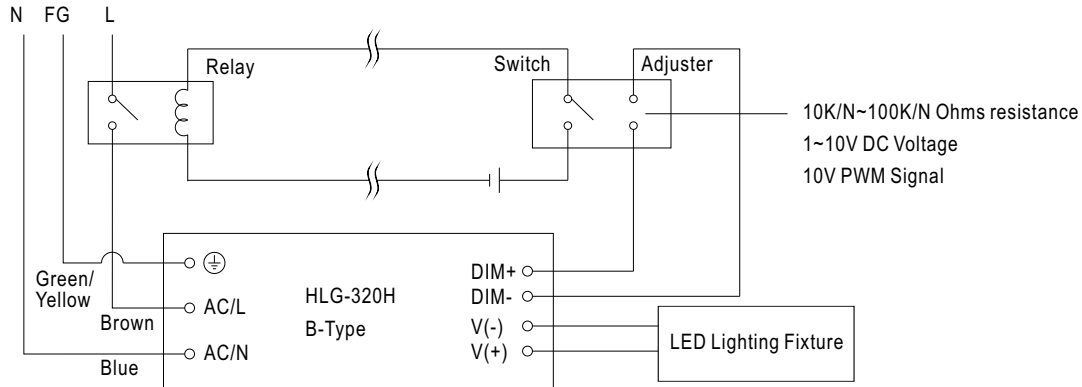 N FG L
Relay
Switch
Adjuster
10K/N~100K/N Ohms resistance
1~10V DC Voltage
10V PWM Signal
Green/
Yellow
Brown
Blue
AC/L
AC/N
HLG-320H
B-Type
DIM+
DIM-
V(-)
V(+)
LED Lighting Fixture